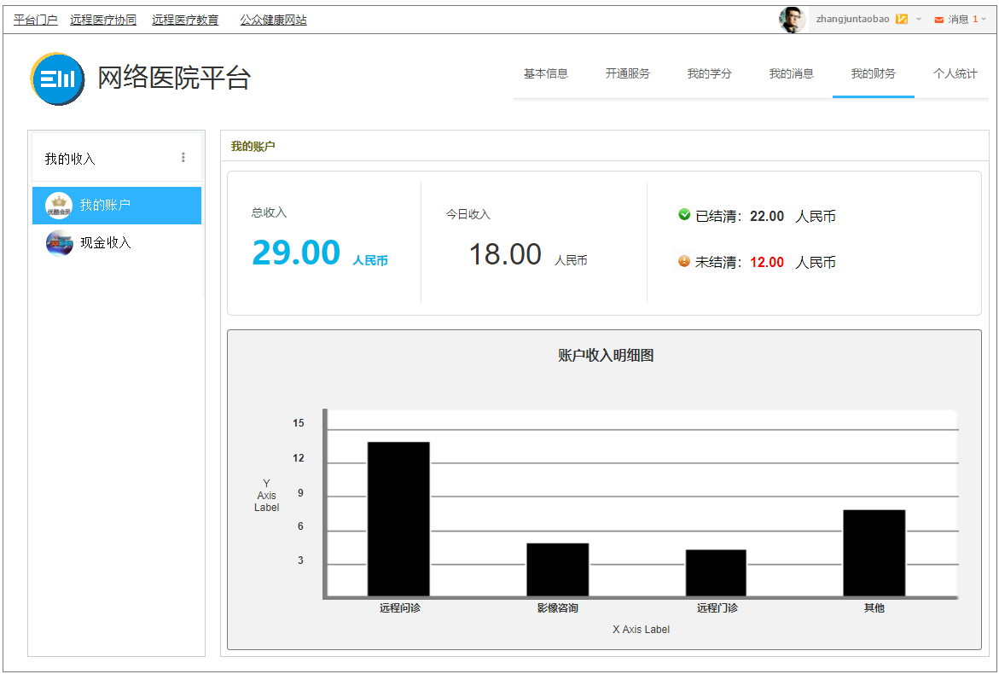 平台门户 远程医疗协同 远程医疗教育 公众健康网站 zhangjuntaobao 消息 1
网络医院平台
基本信息 开通服务 我的学分 我的消息 我的财务 个人统计
我的收入
我的账户
现金收入
我的账户
总收入
29.00 人民币
今日收入
18.00 人民币
已结清： 22.00 人民币
未结清： 12.00 人民币
账户收入明细图
15
12
9
6
3
Y
Axis
Label
远程问诊 影像咨询 远程门诊 其他
X Axis Label